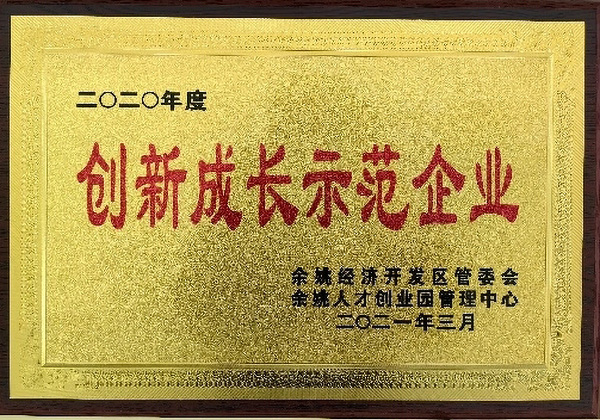 二〇二〇年度
创新成长示范企业
余姚经济开发区管委会
余姚人才创业园管理中心
二〇二一年三月